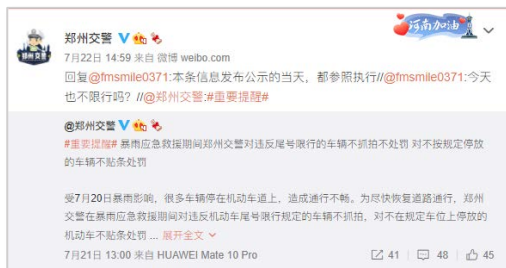 河南加油
郑州交警
郑州交警
7月22日 14:59 来自 微博 weibo.com
回复@fmsmile0371:本条信息发布公示的当天，都参照执行//@fmsmile0371:今天
也不限行吗？//@郑州交警:#重要提醒#
@郑州交警
#重要提醒# 暴雨应急救援期间郑州交警对违反尾号限行的车辆不抓拍不处罚 对不按规定停放
的车辆不贴条处罚
受7月20日暴雨影响，很多车辆停在机动车道上，造成通行不畅。为尽快恢复道路通行，郑州
交警在暴雨应急救援期间对违反机动车尾号限行规定的车辆不抓拍，对不在规定车位上停放的
机动车不贴条处罚 ... 展开全文
7月21日 13:00 来自 HUAWEI Mate 10 Pro
41 48 45